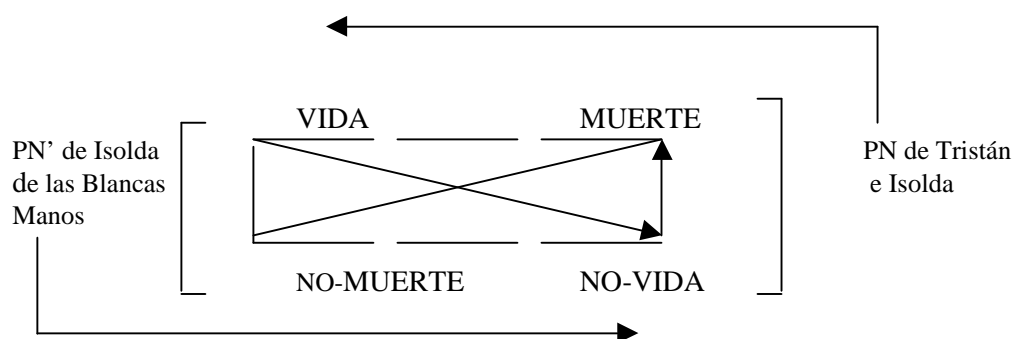 VIDA MUERTE
PN’ de Isolda
de las Blancas
Manos
PN de Tristán
e Isolda
NO-MUERTE NO-VIDA